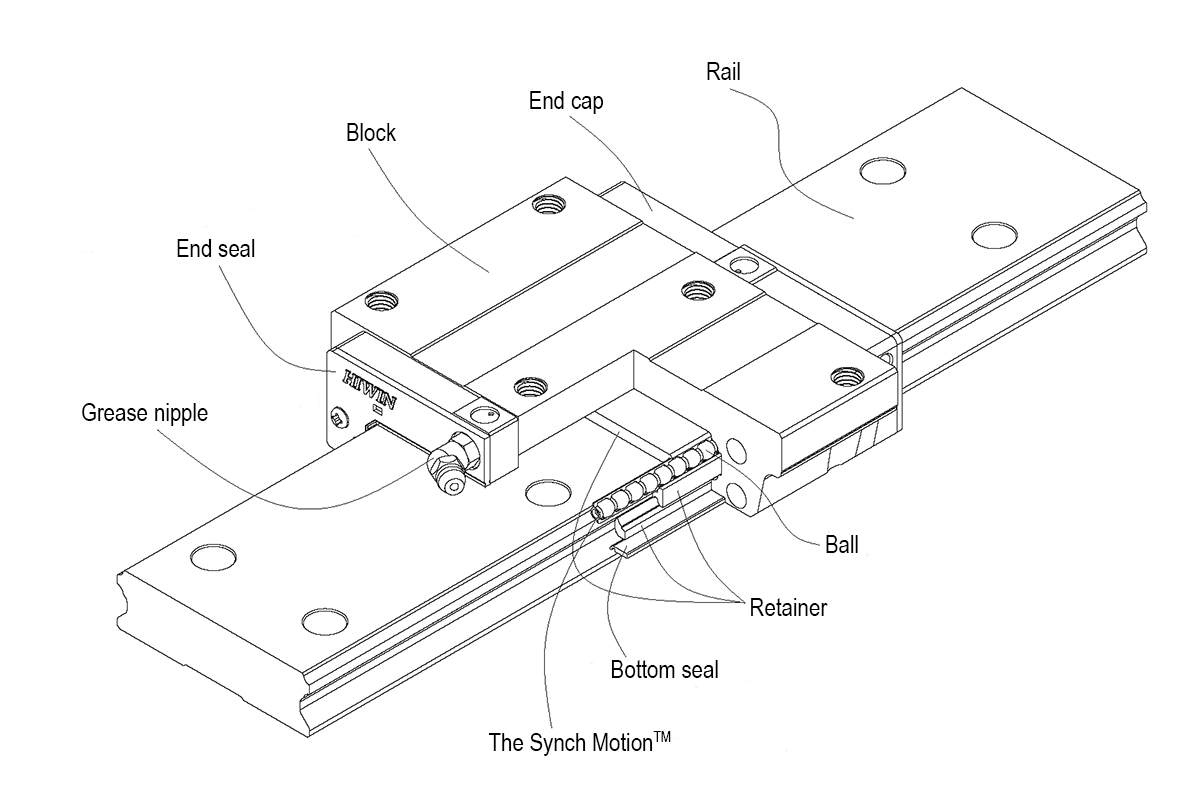 Rail
End cap
Block
End seal
HIWIN
Grease nipple
Ball
Retainer
Bottom seal
The Synch Motion™